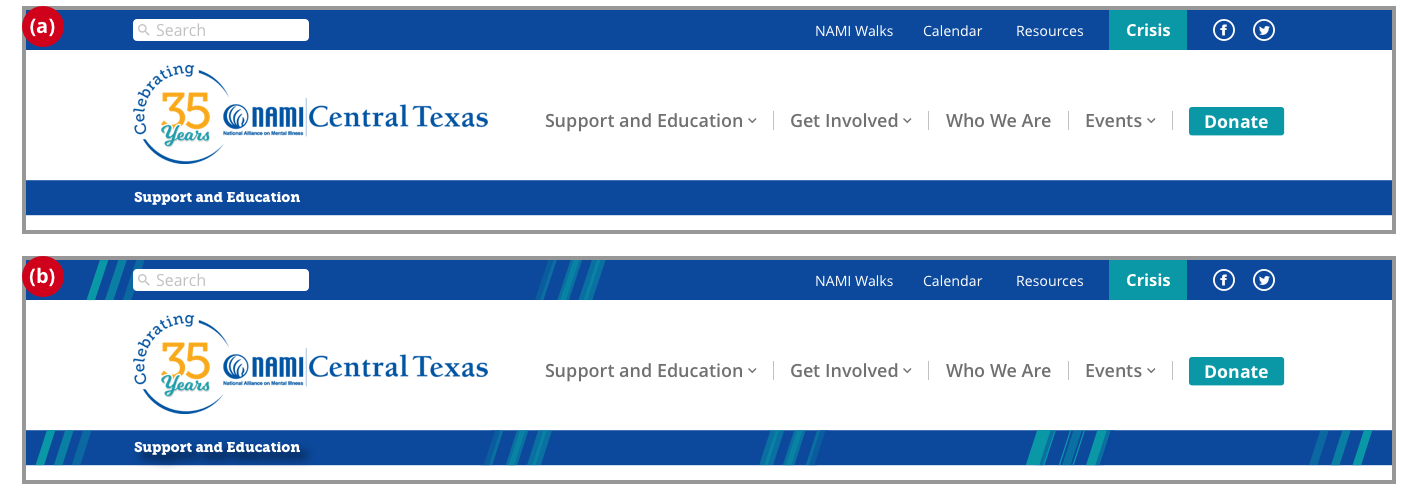 (a)
Search
NAMI Walks Calendar Resources Crisis
Celebrating
35
Years
NAMI Central Texas
National Alliance on Mental Illness
Support and Education Get Involved Who We Are Events Donate
Support and Education
(b)
Search
NAMI Walks Calendar Resources Crisis
Celebrating
35
Years
NAMI Central Texas
National Alliance on Mental Illness
Support and Education Get Involved Who We Are Events Donate
Support and Education